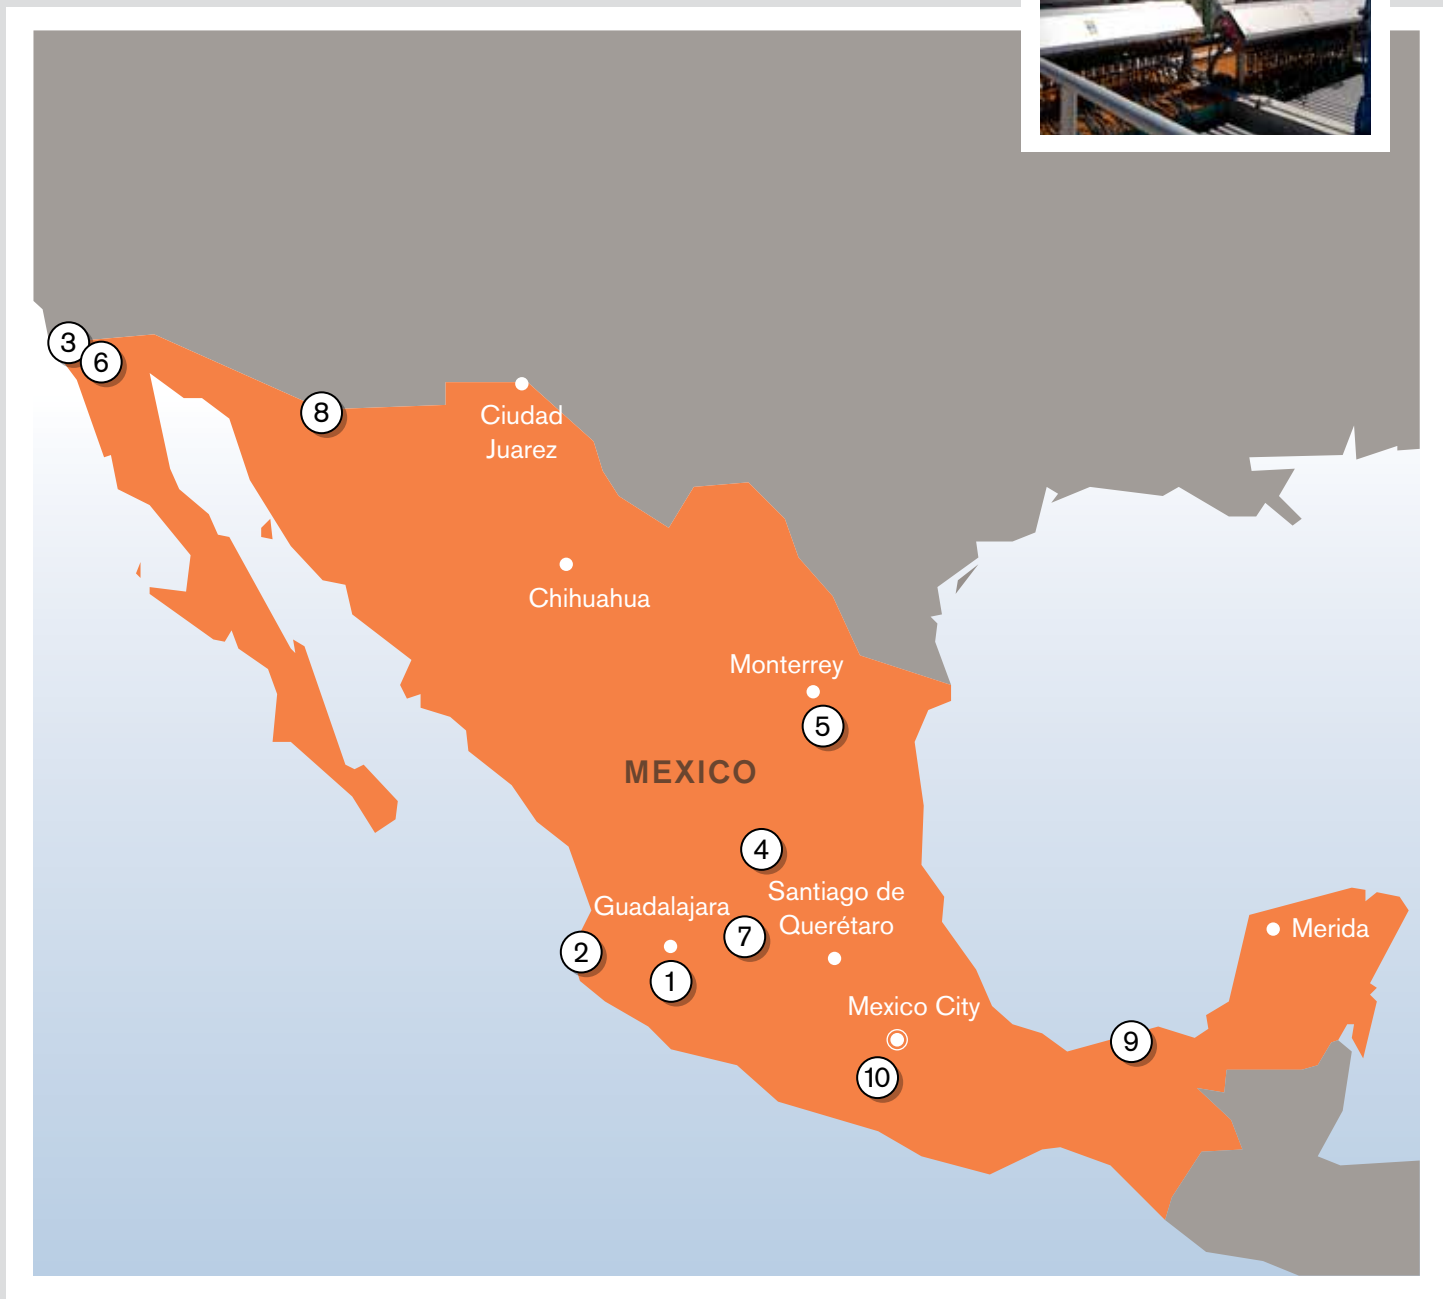 3
6
8
Ciudad
Juarez
Chihuahua
Monterrey
5
MEXICO
4
Santiago de
Querétaro
Guadalajara
7
2
1
Merida
Mexico City
9
10